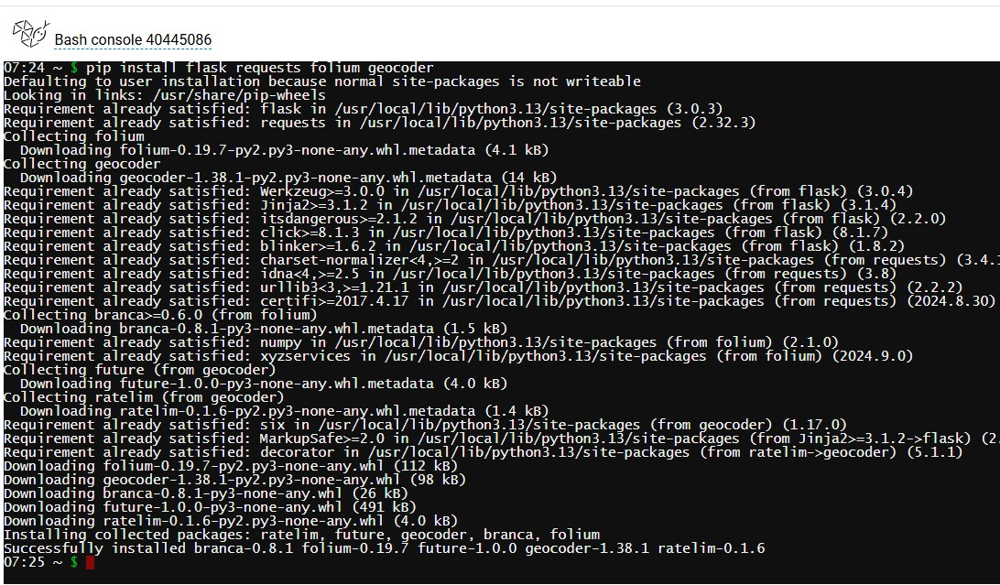 Bash console 40445086
07:24 ~ $ pip install flask requests folium geocoder
Defaulting to user installation because normal site-packages is not writeable
Looking in links: /usr/share/pip-wheels
Requirement already satisfied: flask in /usr/local/lib/python3.13/site-packages (3.0.3)
Requirement already satisfied: requests in /usr/local/lib/python3.13/site-packages (2.32.3)
Collecting folium
  Downloading folium-0.19.7-py2.py3-none-any.whl.metadata (4.1 kB)
Collecting geocoder
  Downloading geocoder-1.38.1-py2.py3-none-any.whl.metadata (14 kB)
Requirement already satisfied: Werkzeug>=3.0.0 in /usr/local/lib/python3.13/site-packages (from flask) (3.0.4)
Requirement already satisfied: Jinja2>=3.1.2 in /usr/local/lib/python3.13/site-packages (from flask) (3.1.4)
Requirement already satisfied: itsdangerous>=2.1.2 in /usr/local/lib/python3.13/site-packages (from flask) (2.2.0)
Requirement already satisfied: click>=8.1.3 in /usr/local/lib/python3.13/site-packages (from flask) (8.1.7)
Requirement already satisfied: blinker>=1.6.2 in /usr/local/lib/python3.13/site-packages (from flask) (1.8.2)
Requirement already satisfied: charset-normalizer<4,>=2 in /usr/local/lib/python3.13/site-packages (from requests) (3.4.
Requirement already satisfied: idna<4,>=2.5 in /usr/local/lib/python3.13/site-packages (from requests) (3.8)
Requirement already satisfied: urllib3<3,>=1.21.1 in /usr/local/lib/python3.13/site-packages (from requests) (2.2.2)
Requirement already satisfied: certifi>=2017.4.17 in /usr/local/lib/python3.13/site-packages (from requests) (2024.8.30)
Collecting branca>=0.6.0 (from folium)
  Downloading branca-0.8.1-py3-none-any.whl.metadata (1.5 kB)
Requirement already satisfied: numpy in /usr/local/lib/python3.13/site-packages (from folium) (2.1.0)
Requirement already satisfied: xyzservices in /usr/local/lib/python3.13/site-packages (from folium) (2024.9.0)
Collecting future (from geocoder)
  Downloading future-1.0.0-py3-none-any.whl.metadata (4.0 kB)
Collecting ratelim (from geocoder)
  Downloading ratelim-0.1.6-py2.py3-none-any.whl.metadata (1.4 kB)
Requirement already satisfied: six in /usr/local/lib/python3.13/site-packages (from geocoder) (1.17.0)
Requirement already satisfied: MarkupSafe>=2.0 in /usr/local/lib/python3.13/site-packages (from Jinja2>=3.1.2->flask) (2.
Requirement already satisfied: decorator in /usr/local/lib/python3.13/site-packages (from ratelim->geocoder) (5.1.1)
Downloading folium-0.19.7-py2.py3-none-any.whl (112 kB)
Downloading geocoder-1.38.1-py2.py3-none-any.whl (98 kB)
Downloading branca-0.8.1-py3-none-any.whl (26 kB)
Downloading future-1.0.0-py3-none-any.whl (491 kB)
Downloading ratelim-0.1.6-py2.py3-none-any.whl (4.0 kB)
Installing collected packages: ratelim, future, geocoder, branca, folium
Successfully installed branca-0.8.1 folium-0.19.7 future-1.0.0 geocoder-1.38.1 ratelim-0.1.6
07:25 ~ $